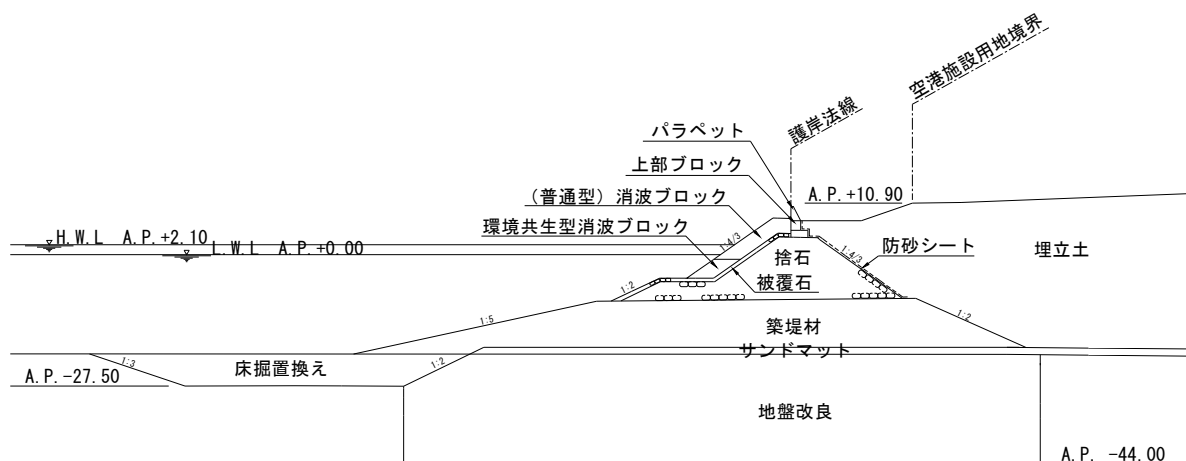 空港施設用地境界
護岸法線
パラペット
上部ブロック
A.P.+10.90
(普通型) 消波ブロック
環境共生型消波ブロック
H.W.L A.P.+2.10
L.W.L A.P.+0.00
1:4/3
1:4/3
防砂シート
捨石
埋立土
被覆石
1:2
1:5
1:2
築堤材
サンドマット
1:3
床掘置換え
1:2
A.P.-27.50
地盤改良
A.P. -44.00